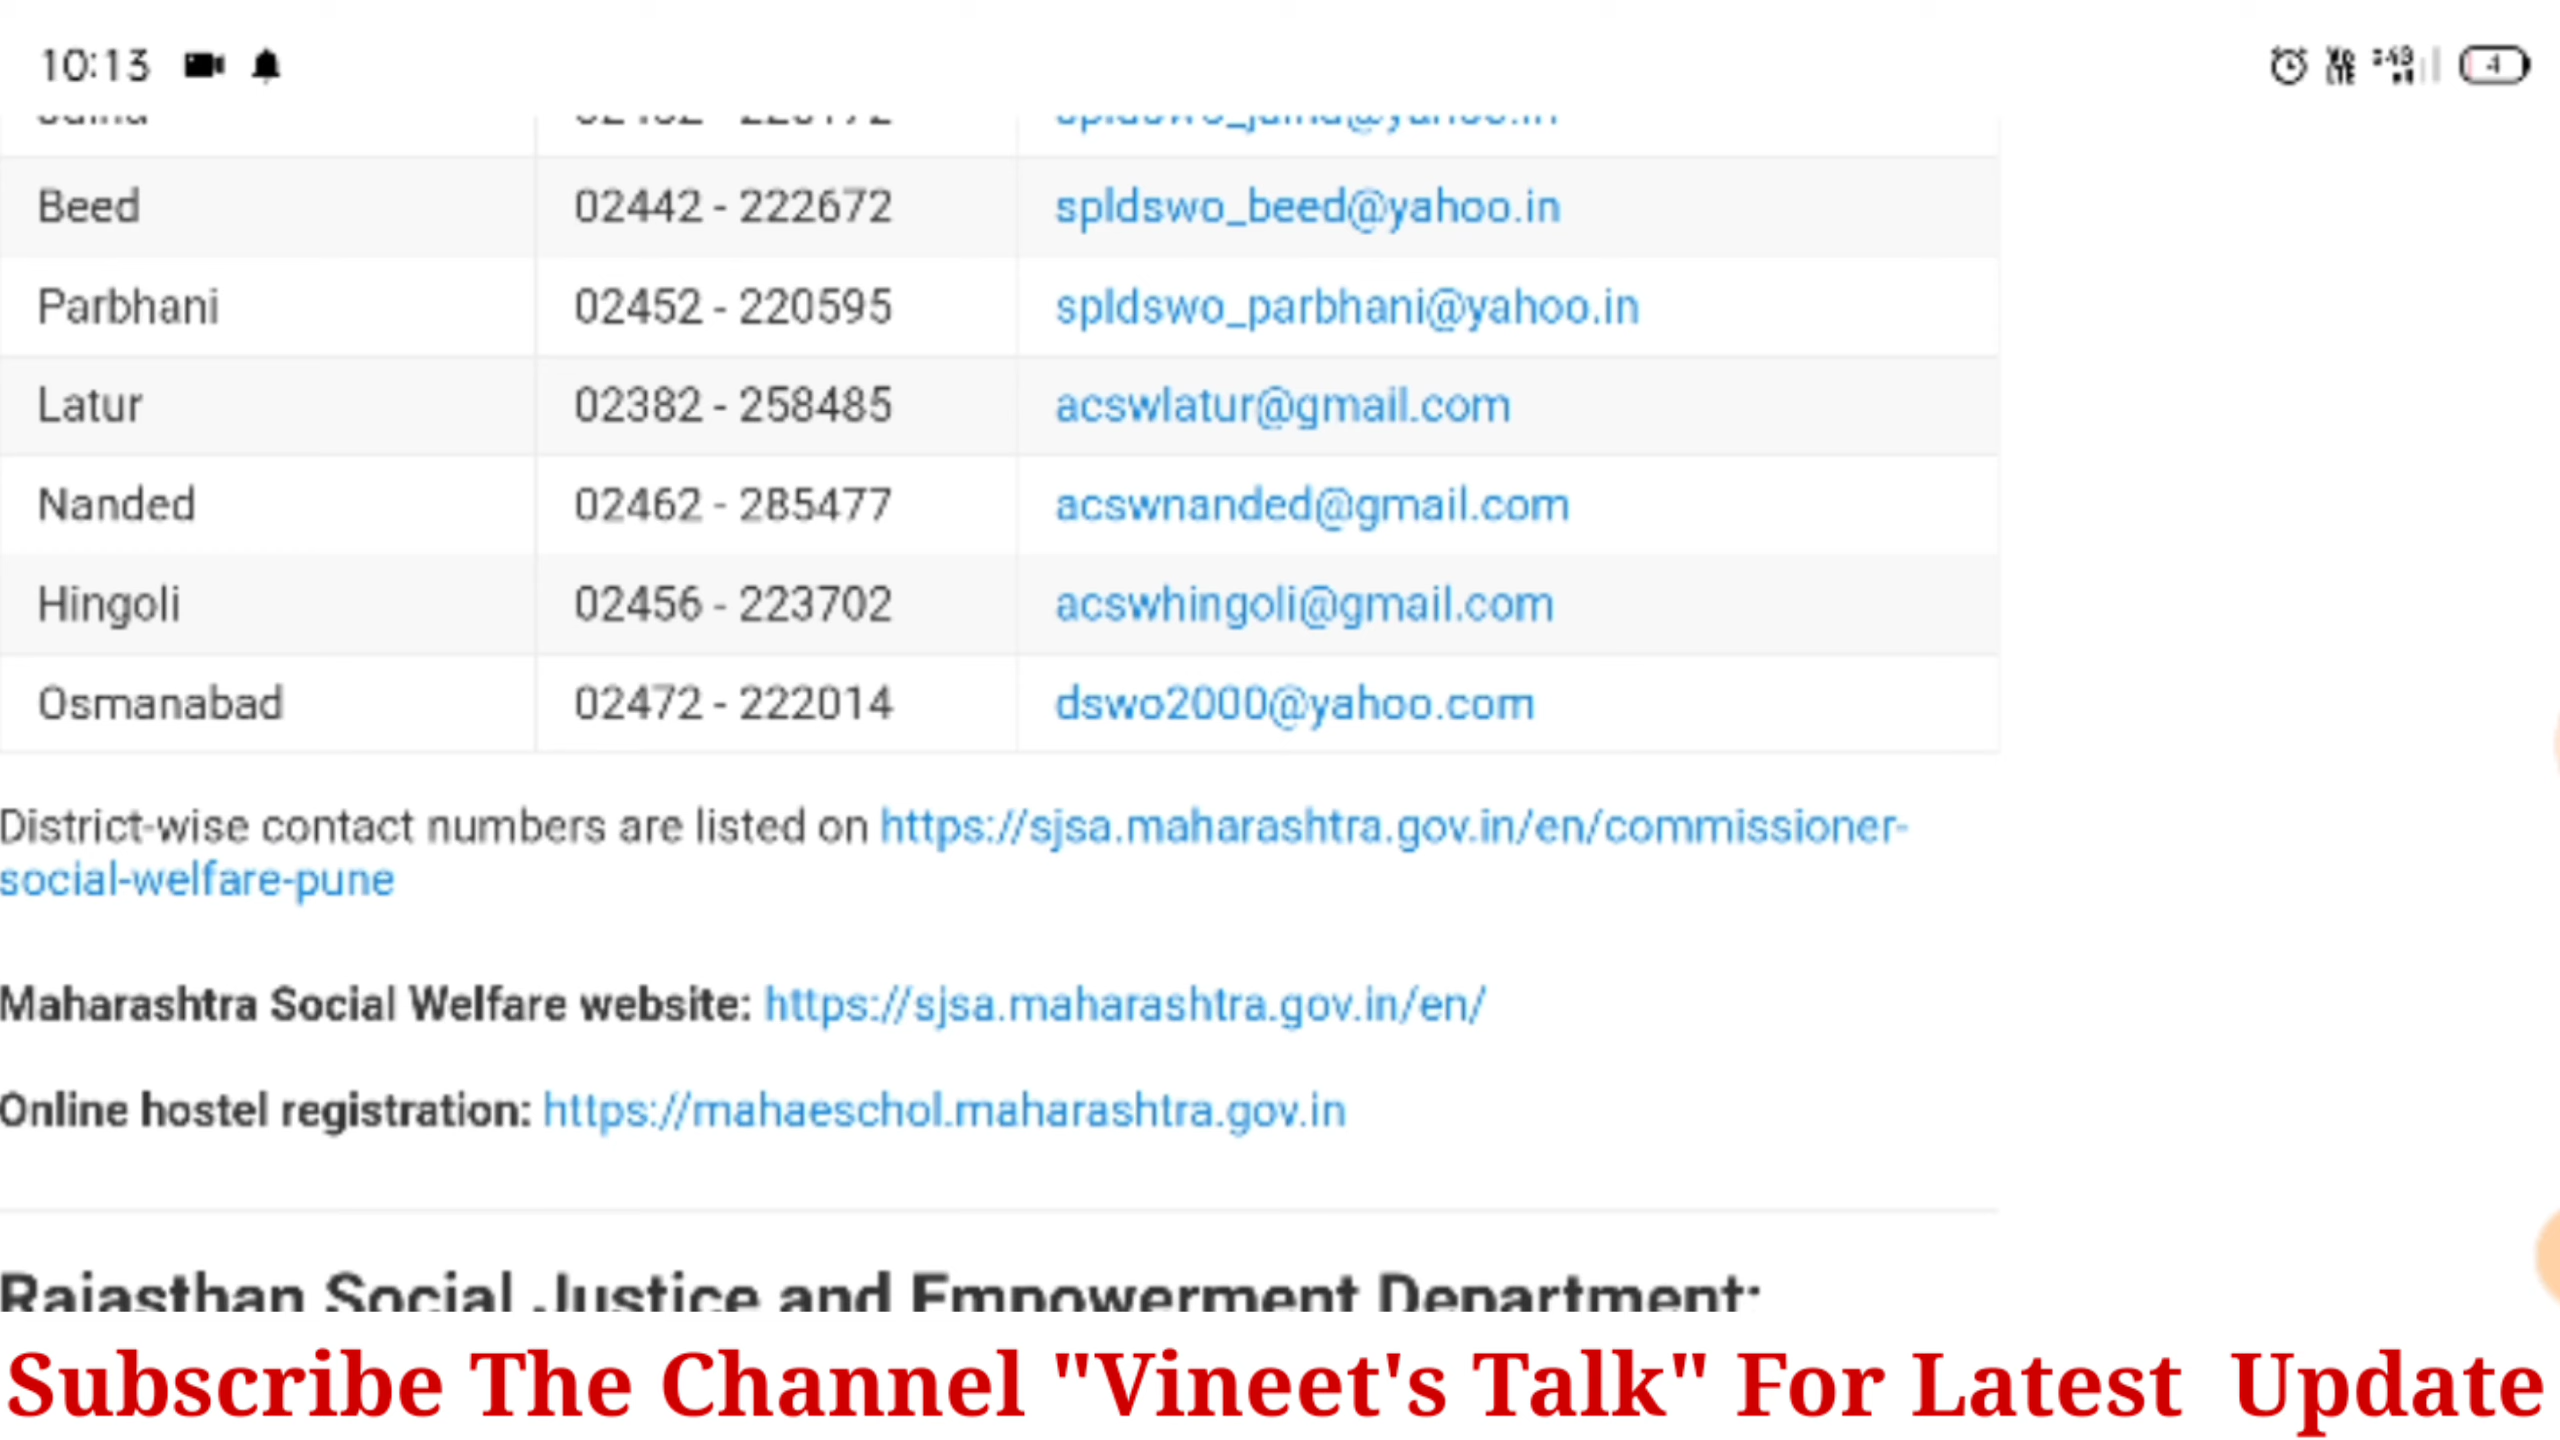 10:13
4
Beed 02442 - 222672 spldswo_beed@yahoo.in
Parbhani 02452 - 220595 spldswo_parbhani@yahoo.in
Latur 02382 - 258485 acswlatur@gmail.com
Nanded 02462 - 285477 acswnanded@gmail.com
Hingoli 02456 - 223702 acswhingoli@gmail.com
Osmanabad 02472 - 222014 dswo2000@yahoo.com
District-wise contact numbers are listed on https://sjsa.maharashtra.gov.in/en/commissioner-
social-welfare-pune
Maharashtra Social Welfare website: https://sjsa.maharashtra.gov.in/en/
Online hostel registration: https://mahaeschol.maharashtra.gov.in
Rajasthan Social Justice and Empowerment Department:
Subscribe The Channel "Vineet's Talk" For Latest Update